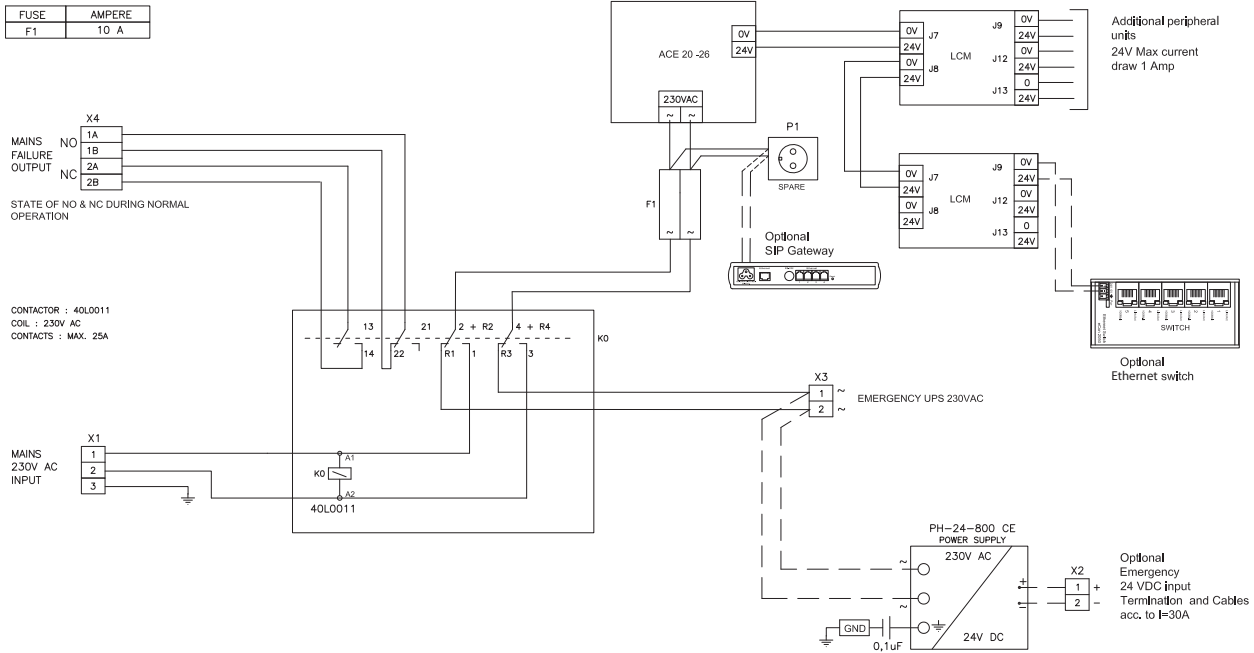 FUSE AMPERE
F1 10 A
ACE 20 -26
0V
24V
230VAC
~ ~
0V
24V
0V
24V
J7
J8
LCM
J9
J12
J13
0V
24V
0V
24V
0
24V
Additional peripheral
units
24V Max current
draw 1 Amp
X4
1A
1B
2A
2B
MAINS
FAILURE
OUTPUT
NO
NC
STATE OF NO & NC DURING NORMAL
OPERATION
P1
SPARE
F1
~ ~
Optional
SIP Gateway
0V
24V
0V
24V
J7
J8
LCM
J9
J12
J13
0V
24V
0V
24V
0
24V
5 4 3 2 1
SWITCH
Optional
Ethernet switch
CONTACTOR : 40L0011
COIL : 230V AC
CONTACTS : MAX. 25A
13 21 2 + R2 4 + R4
K0
14 22 R1 1 R3 3
X3
1 ~
2 ~
EMERGENCY UPS 230VAC
MAINS
230V AC
INPUT
X1
1
2
3
A1
K0
A2
40L0011
PH-24-800 CE
POWER SUPPLY
230V AC
~
~
24V DC
+
-
GND
0,1uF
X2
1 +
2 -
Optional
Emergency
24 VDC input
Termination and Cables
acc. to I=30A